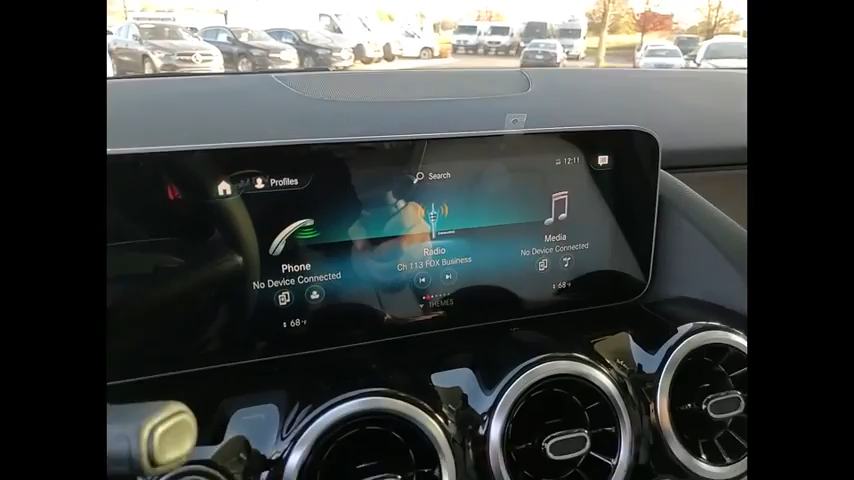 12:11
Profiles
Search
Phone
No Device Connected
Radio
Ch 113 FOX Business
Media
No Device Connected
68°F
THEMES
68°F